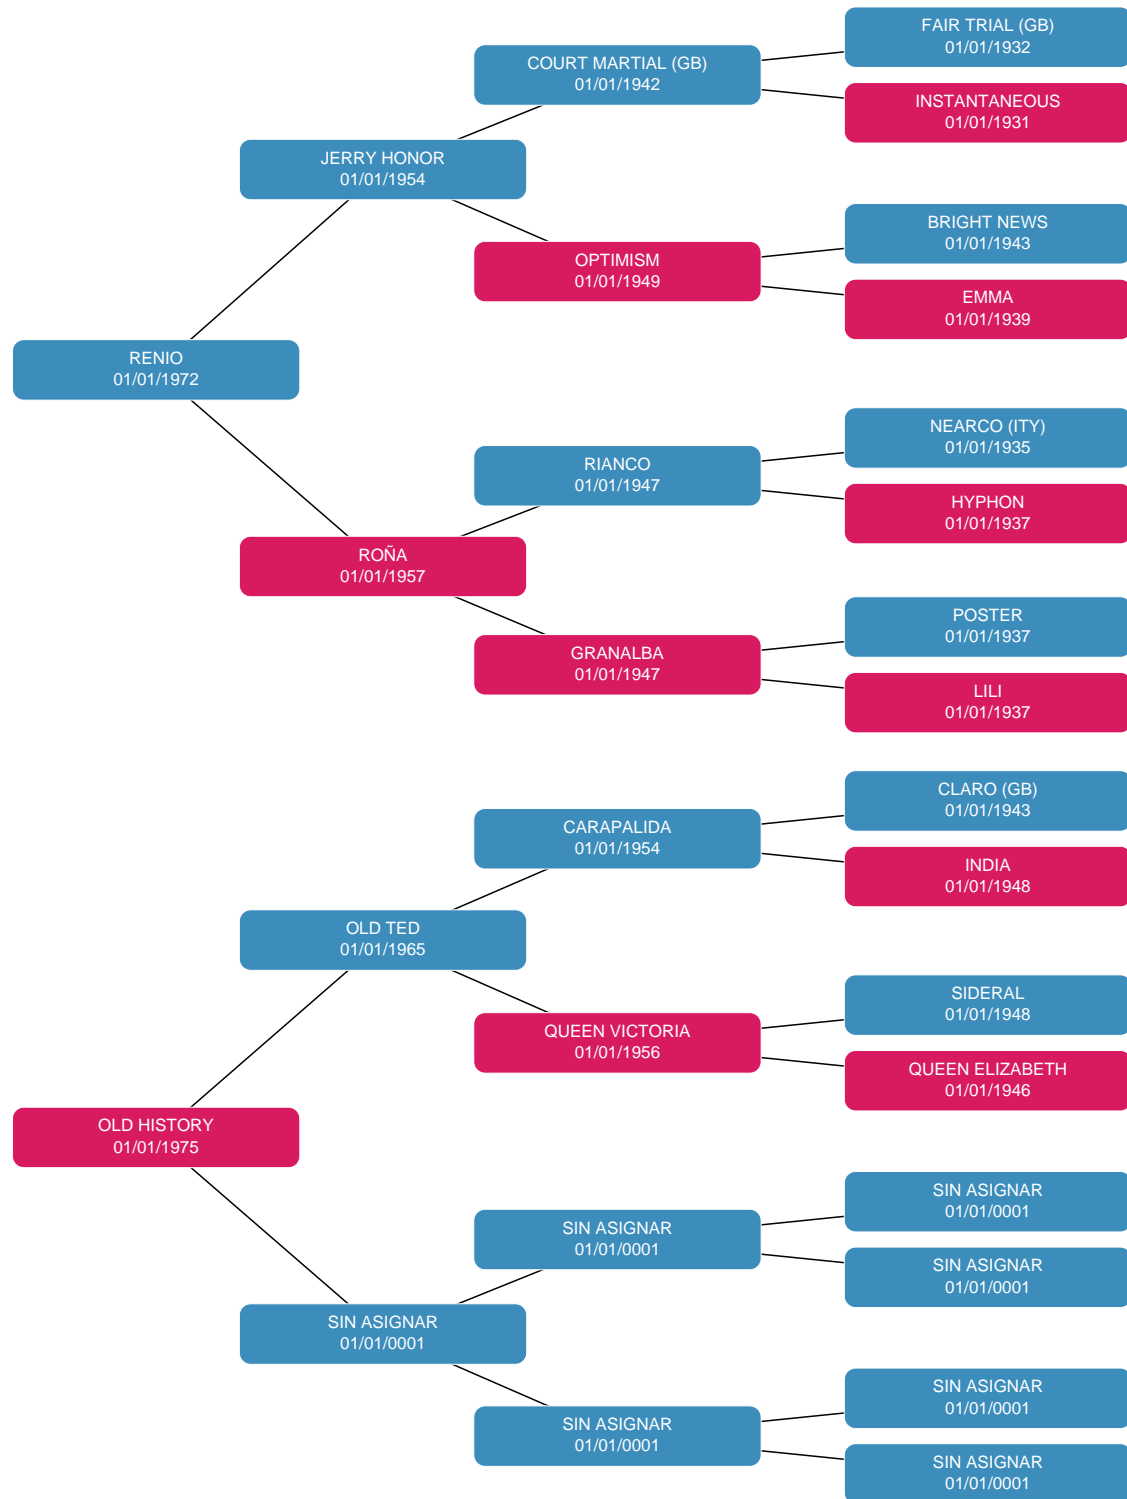 FAIR TRIAL (GB)
01/01/1932
COURT MARTIAL (GB)
01/01/1942
INSTANTANEOUS
01/01/1931
JERRY HONOR
01/01/1954
BRIGHT NEWS
01/01/1943
OPTIMISM
01/01/1949
EMMA
01/01/1939
RENIO
01/01/1972
NEARCO (ITY)
01/01/1935
RIANCO
01/01/1947
HYPHON
01/01/1937
ROÑA
01/01/1957
POSTER
01/01/1937
GRANALBA
01/01/1947
LILI
01/01/1937
CLARO (GB)
01/01/1943
CARAPALIDA
01/01/1954
INDIA
01/01/1948
OLD TED
01/01/1965
SIDERAL
01/01/1948
QUEEN VICTORIA
01/01/1956
QUEEN ELIZABETH
01/01/1946
OLD HISTORY
01/01/1975
SIN ASIGNAR
01/01/0001
SIN ASIGNAR
01/01/0001
SIN ASIGNAR
01/01/0001
SIN ASIGNAR
01/01/0001
SIN ASIGNAR
01/01/0001
SIN ASIGNAR
01/01/0001
SIN ASIGNAR
01/01/0001